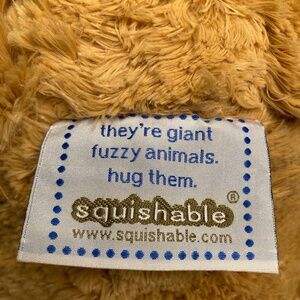 they're giant
fuzzy animals.
hug them.
squishable®
www.squishable.com